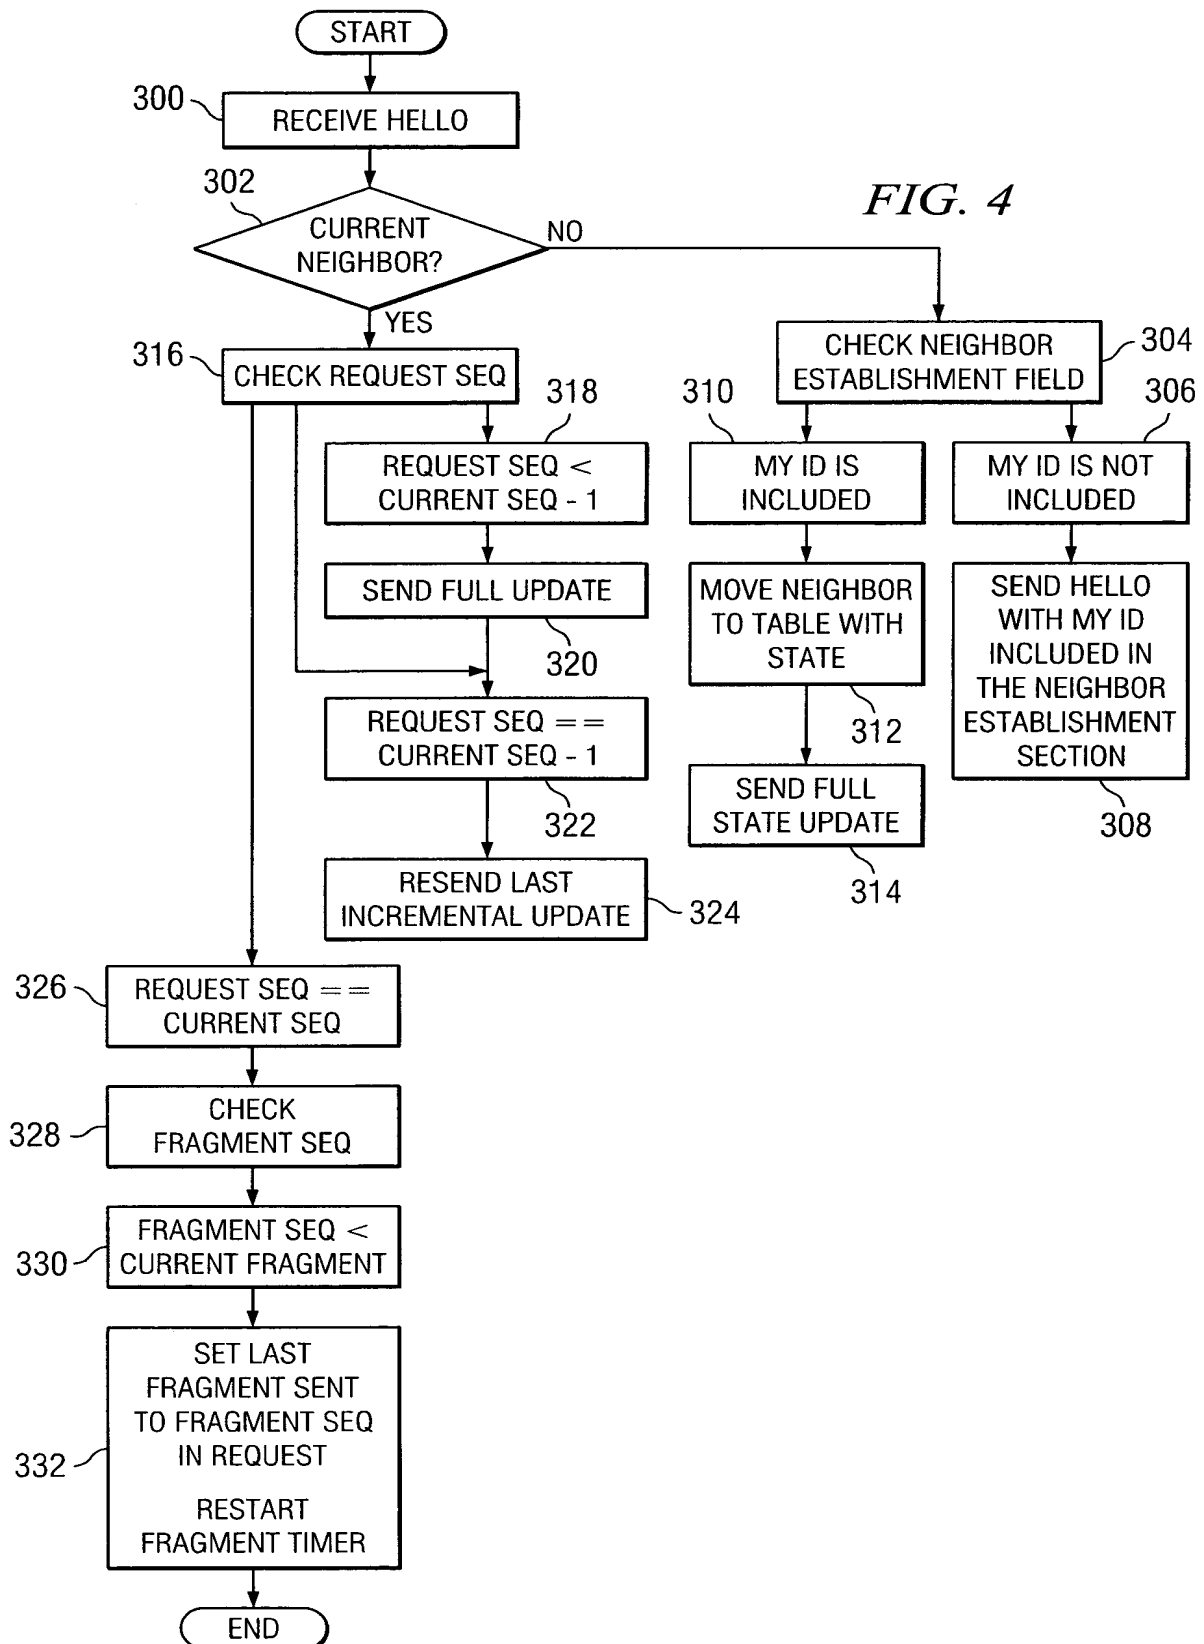 START
300
RECEIVE HELLO
302
CURRENT
NEIGHBOR?
NO
YES
FIG. 4
316
CHECK REQUEST SEQ
CHECK NEIGHBOR
ESTABLISHMENT FIELD
304
318
310
306
REQUEST SEQ <
CURRENT SEQ - 1
MY ID IS
INCLUDED
MY ID IS NOT
INCLUDED
SEND FULL UPDATE
320
MOVE NEIGHBOR
TO TABLE WITH
STATE
312
SEND HELLO
WITH MY ID
INCLUDED IN
THE NEIGHBOR
ESTABLISHMENT
SECTION
308
REQUEST SEQ ==
CURRENT SEQ - 1
322
SEND FULL
STATE UPDATE
314
RESEND LAST
INCREMENTAL UPDATE
324
326
REQUEST SEQ ==
CURRENT SEQ
328
CHECK
FRAGMENT SEQ
330
FRAGMENT SEQ <
CURRENT FRAGMENT
332
SET LAST
FRAGMENT SENT
TO FRAGMENT SEQ
IN REQUEST
RESTART
FRAGMENT TIMER
END